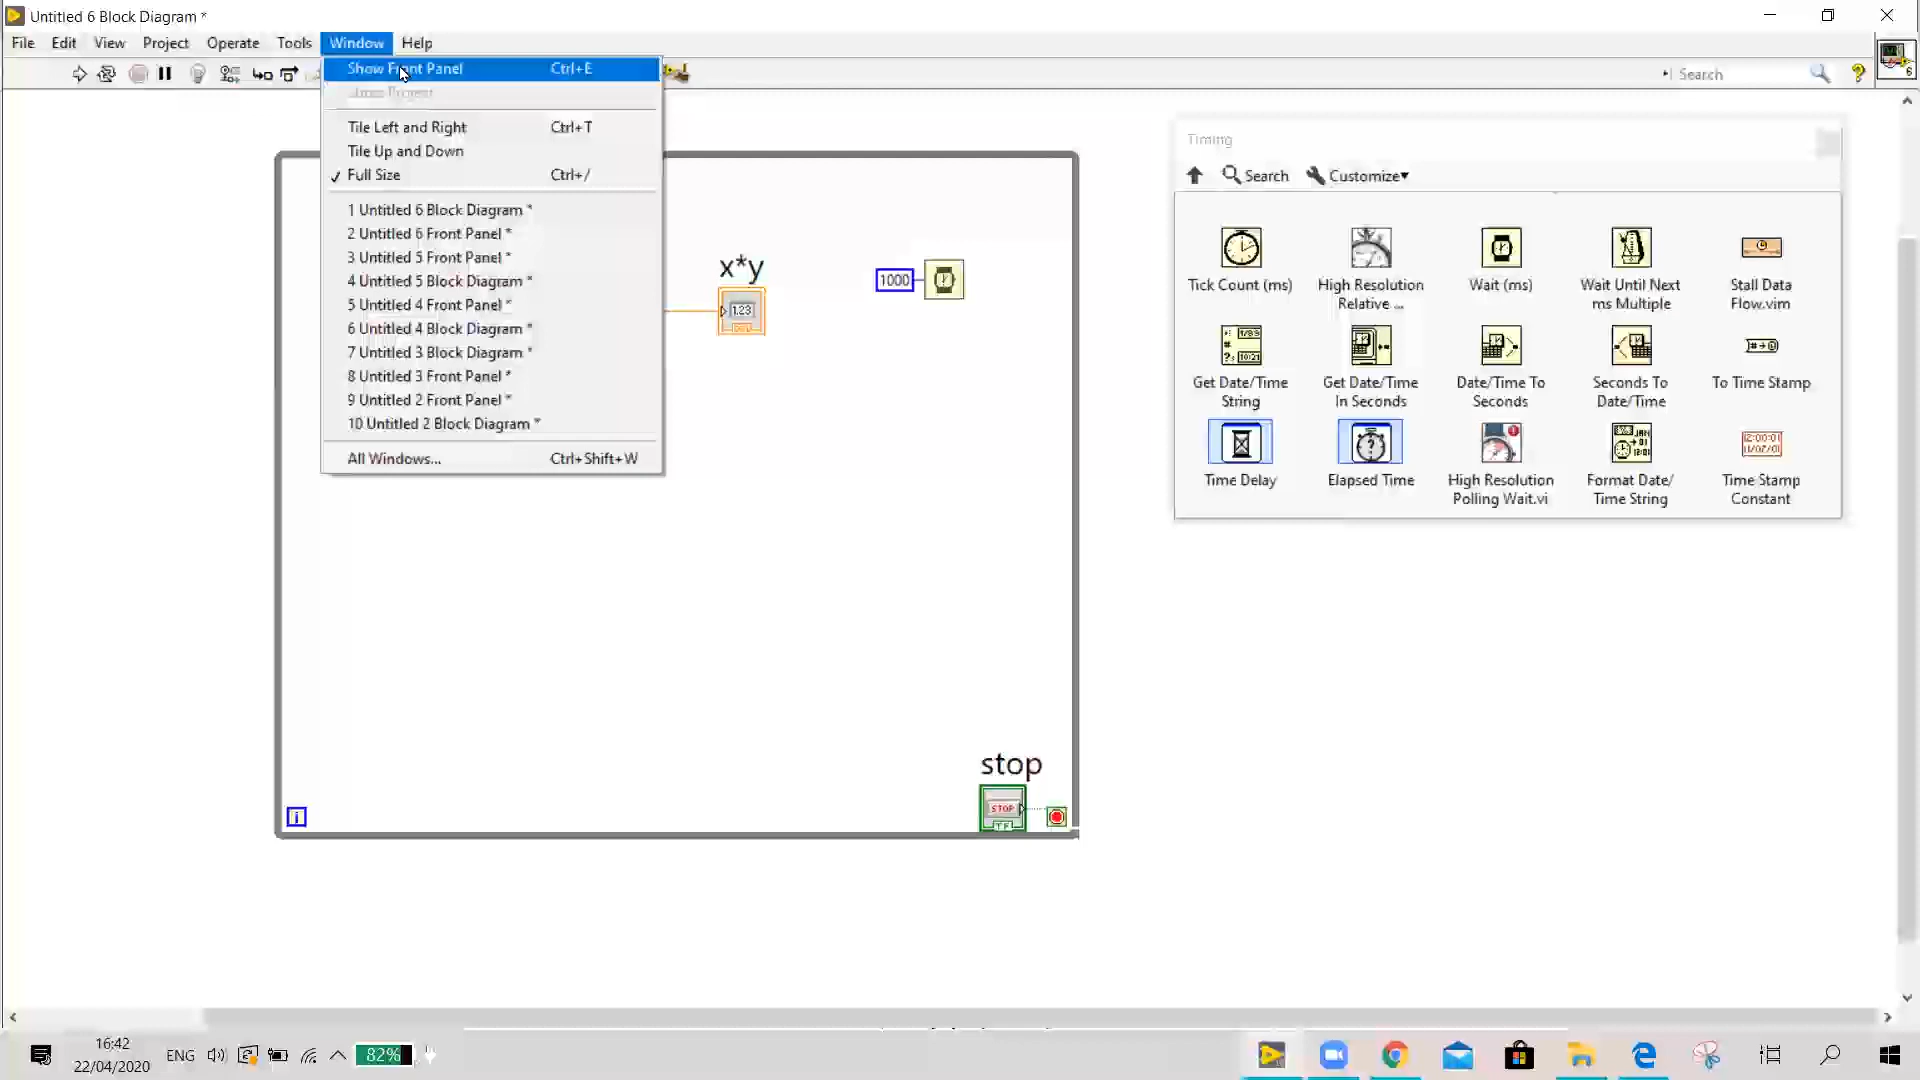 Untitled 6 Block Diagram *
File Edit View Project Operate Tools Window Help
Show Front Panel Ctrl+E
Show Project
Tile Left and Right Ctrl+T
Tile Up and Down
✓ Full Size Ctrl+/
1 Untitled 6 Block Diagram *
2 Untitled 6 Front Panel *
3 Untitled 5 Front Panel *
4 Untitled 5 Block Diagram *
5 Untitled 4 Front Panel *
6 Untitled 4 Block Diagram *
7 Untitled 3 Block Diagram *
8 Untitled 3 Front Panel *
9 Untitled 2 Front Panel *
10 Untitled 2 Block Diagram *
All Windows... Ctrl+Shift+W
Search
6
x*y
1.23
1000
stop
STOP
TF
i
Timing
Search Customize
Tick Count (ms)
High Resolution
Relative ...
Wait (ms)
Wait Until Next
ms Multiple
Stall Data
Flow.vim
Get Date/Time
String
Get Date/Time
In Seconds
Date/Time To
Seconds
Seconds To
Date/Time
To Time Stamp
Time Delay
Elapsed Time
High Resolution
Polling Wait.vi
Format Date/
Time String
Time Stamp
Constant
16:42
22/04/2020
ENG
82%